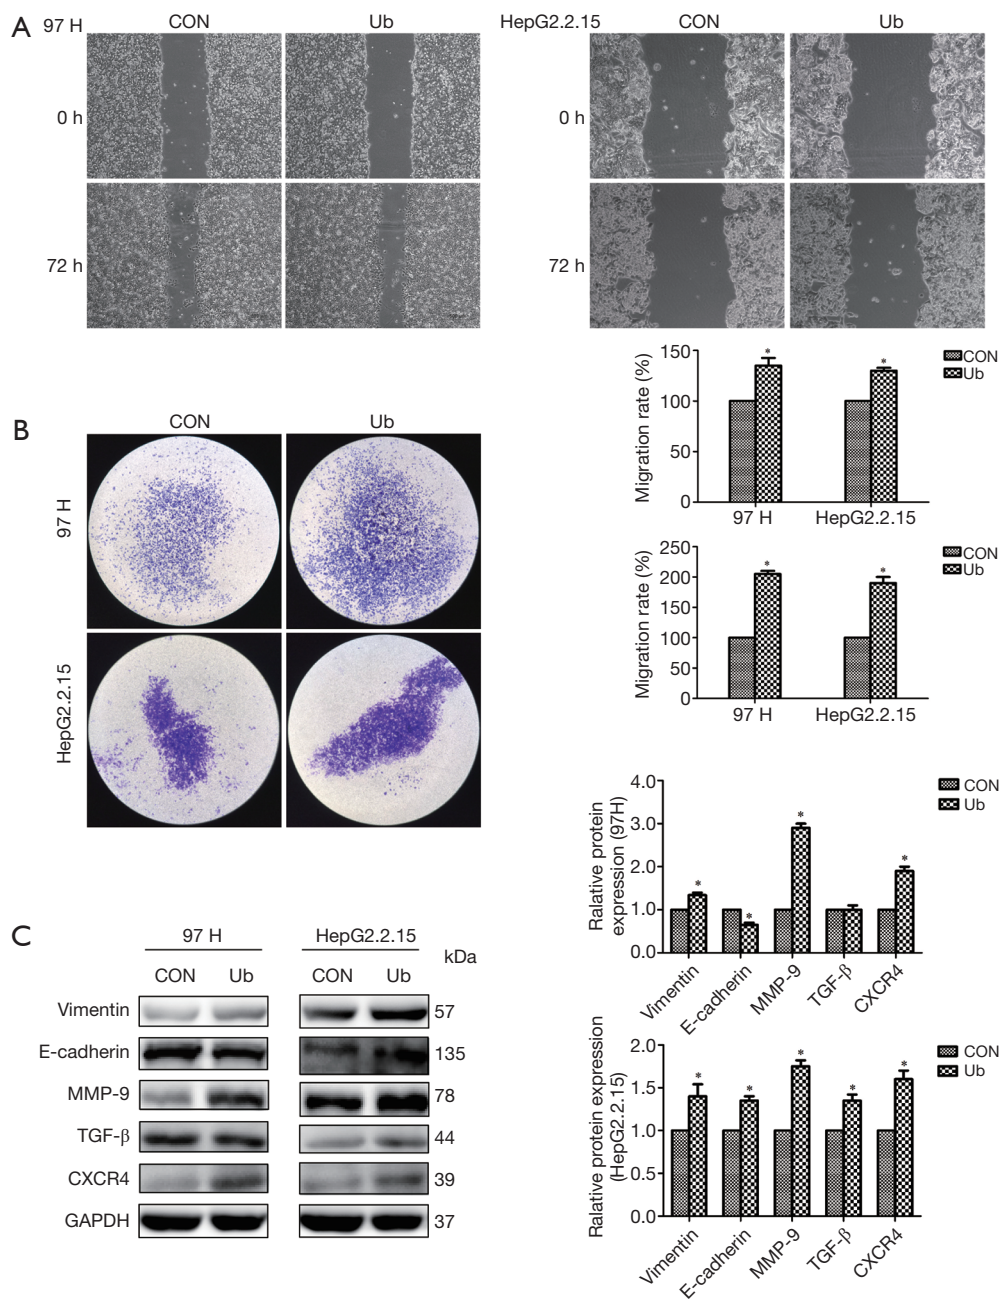 A
97 H
CON
Ub
0 h
72 h
HepG2.2.15
CON
Ub
0 h
72 h
Migration rate (%)
150
100
50
0
97 H
HepG2.2.15
CON
Ub
B
CON
Ub
97 H
HepG2.2.15
Migration rate (%)
250
200
150
100
50
0
97 H
HepG2.2.15
CON
Ub
*
*
*
*
C
97 H
HepG2.2.15
kDa
CON
Ub
CON
Ub
Vimentin
57
E-cadherin
135
MMP-9
78
TGF-β
44
CXCR4
39
GAPDH
37
Ralative protein
expression (97H)
4.0
3.0
2.0
1.0
0.0
*
*
*
*
Vimentin
E-cadherin
MMP-9
TGF-β
CXCR4
CON
Ub
Ralative protein expression
(HepG2.2.15)
2.0
1.5
1.0
0.5
0.0
*
*
*
*
*
Vimentin
E-cadherin
MMP-9
TGF-β
CXCR4
CON
Ub